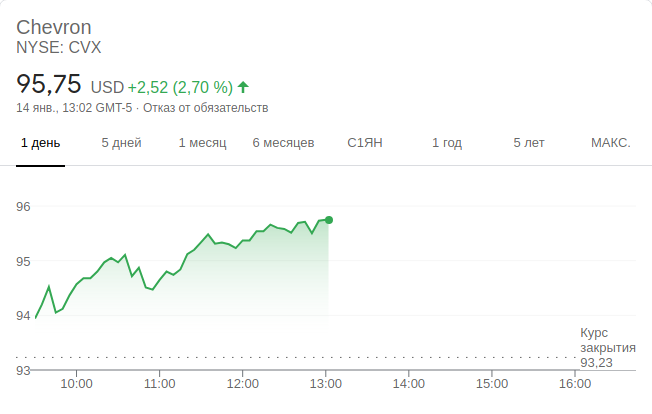 Chevron
NYSE: CVX
95,75 USD +2,52 (2,70 %)
14 янв., 13:02 GMT-5 · Отказ от обязательств
1 день 5 дней 1 месяц 6 месяцев С1ЯН 1 год 5 лет МАКС.
96
95
94
Курс
закрытия
93,23
93
10:00 11:00 12:00 13:00 14:00 15:00 16:00